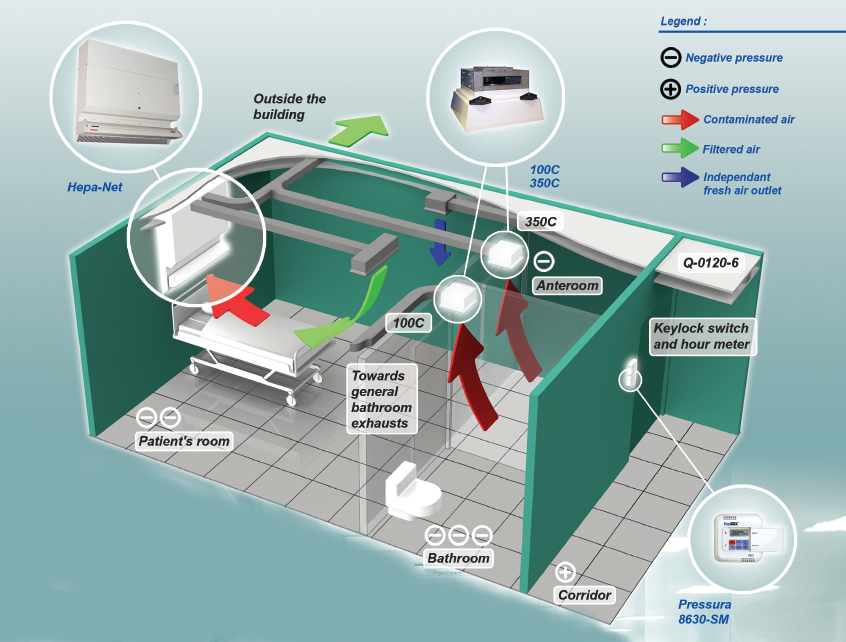 Legend :
Negative pressure
Positive pressure
Contaminated air
Filtered air
Independant
fresh air outlet
Outside the
building
Hepa-Net
100C
350C
350C
Q-0120-6
Anteroom
100C
Keylock switch
and hour meter
Towards
general
bathroom
exhausts
Patient's room
Bathroom
Corridor
Pressura
8630-SM